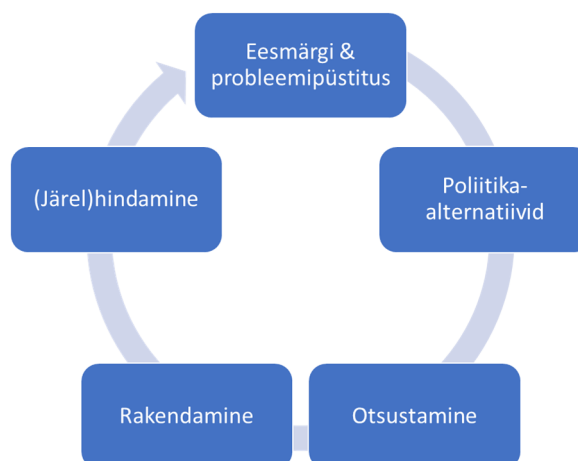 Eesmärgi &
probleemipüstitus
Poliitika-
alternatiivid
Otsustamine
Rakendamine
(Järel)hindamine